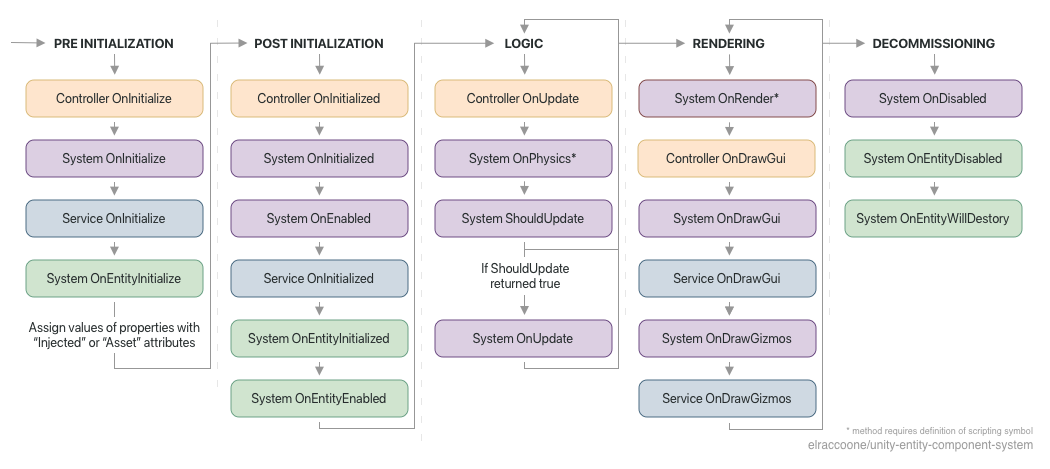 PRE INITIALIZATION
Controller OnInitialize
System OnInitialize
Service OnInitialize
System OnEntityInitialize
Assign values of properties with
“Injected” or “Asset” attributes
POST INITIALIZATION
Controller OnInitialized
System OnInitialized
System OnEnabled
Service OnInitialized
System OnEntityInitialized
System OnEntityEnabled
LOGIC
Controller OnUpdate
System OnPhysics*
System ShouldUpdate
If ShouldUpdate
returned true
System OnUpdate
RENDERING
System OnRender*
Controller OnDrawGui
System OnDrawGui
Service OnDrawGui
System OnDrawGizmos
Service OnDrawGizmos
DECOMMISSIONING
System OnDisabled
System OnEntityDisabled
System OnEntityWillDestory
* method requires definition of scripting symbol
elraccoone/unity-entity-component-system